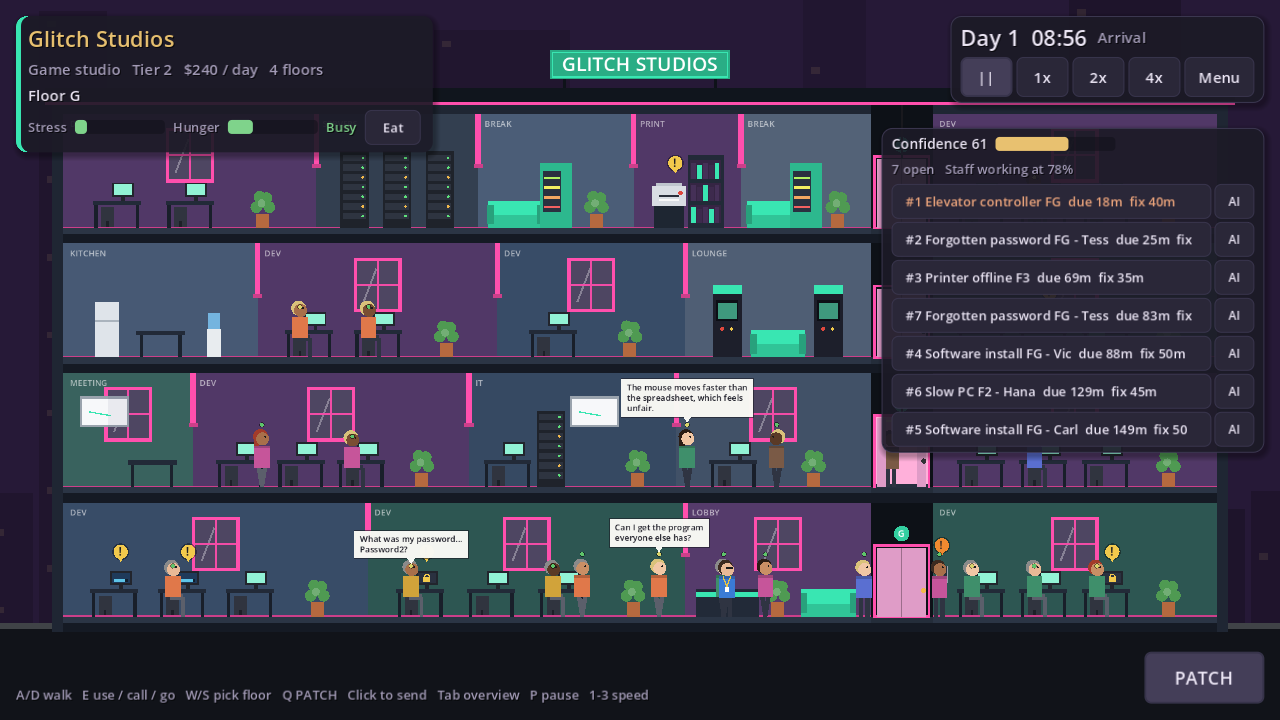 Glitch Studios
Game studio Tier 2 $240 / day 4 floors
Floor G
Stress Hunger Busy Eat
GLITCH STUDIOS
Day 1 08:56 Arrival
|| 1x 2x 4x Menu
Confidence 61
7 open Staff working at 78%
#1 Elevator controller FG due 18m fix 40m AI
#2 Forgotten password FG - Tess due 25m fix AI
#3 Printer offline F3 due 69m fix 35m AI
#7 Forgotten password FG - Tess due 83m fix AI
#4 Software install FG - Vic due 88m fix 50m AI
#6 Slow PC F2 - Hana due 129m fix 45m AI
#5 Software install FG - Carl due 149m fix 50 AI
BREAK PRINT BREAK DEV
KITCHEN DEV DEV LOUNGE
MEETING DEV IT
The mouse moves faster than
the spreadsheet, which feels
unfair.
DEV DEV LOBBY DEV
What was my password...
Password2?
Can I get the program
everyone else has?
G
PATCH
A/D walk E use / call / go W/S pick floor Q PATCH Click to send Tab overview P pause 1-3 speed